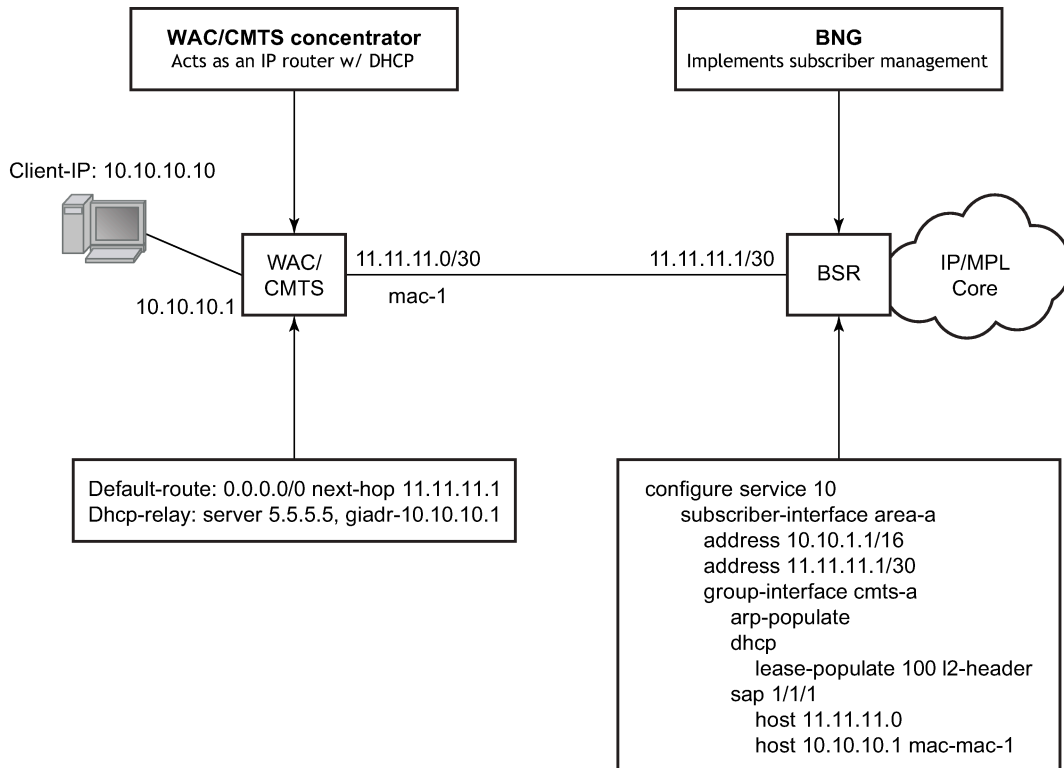 WAC/CMTS concentrator
Acts as an IP router w/ DHCP
BNG
Implements subscriber management
Client-IP: 10.10.10.10
WAC/
CMTS
11.11.11.0/30
11.11.11.1/30
BSR
IP/MPL
Core
10.10.10.1
mac-1
Default-route: 0.0.0.0/0 next-hop 11.11.11.1
Dhcp-relay: server 5.5.5.5, giadr-10.10.10.1
configure service 10
subscriber-interface area-a
address 10.10.1.1/16
address 11.11.11.1/30
group-interface cmts-a
arp-populate
dhcp
lease-populate 100 l2-header
sap 1/1/1
host 11.11.11.0
host 10.10.10.1 mac-mac-1